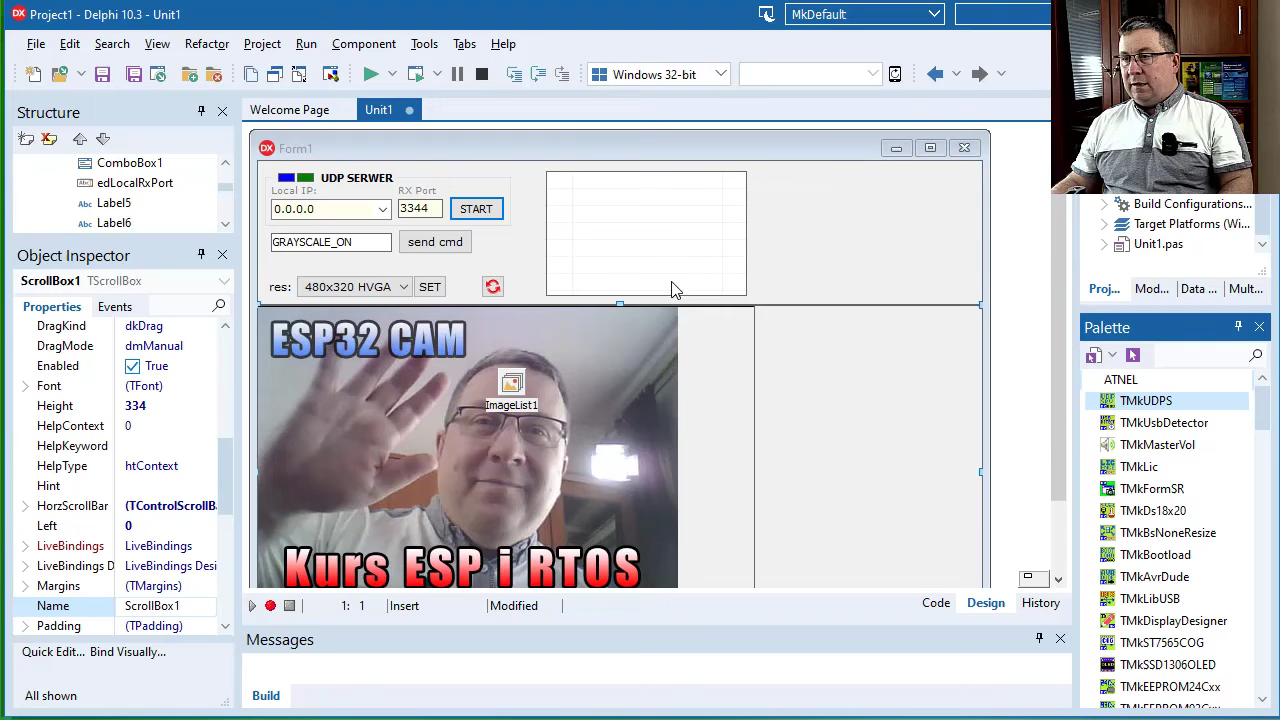 Project1 - Delphi 10.3 - Unit1
MkDefault
File Edit Search View Refactor Project Run Component Tools Tabs Help
Windows 32-bit
Structure
ComboBox1
edLocalRxPort
Label5
Label6
Object Inspector
ScrollBox1 TScrollBox
Properties Events
DragKind dkDrag
DragMode dmManual
Enabled True
Font (TFont)
Height 334
HelpContext 0
HelpKeyword
HelpType htContext
Hint
HorzScrollBar (TControlScrollB
Left 0
LiveBindings LiveBindings
LiveBindings D LiveBindings Desi
Margins (TMargins)
Name ScrollBox1
Padding (TPadding)
Quick Edit... Bind Visually...
All shown
Welcome Page Unit1
Form1
UDP SERWER
Local IP: RX Port
0.0.0.0 3344 START
GRAYSCALE_ON send cmd
res: 480x320 HVGA SET
ESP32 CAM
ImageList1
Kurs ESP i RTOS
1: 1 Insert Modified
Code Design History
Messages
Build
Build Configurations...
Target Platforms (Wi...
Unit1.pas
Proj... Mod... Data ... Mult...
Palette
ATNEL
TMkUDPS
TMkUsbDetector
TMkMasterVol
TMkLic
TMkFormSR
TMkDs18x20
TMkBsNoneResize
TMkBootload
TMkAvrDude
TMkLibUSB
TMkDisplayDesigner
TMkST7565COG
TMkSSD1306OLED
TMkEEPROM24Cxx